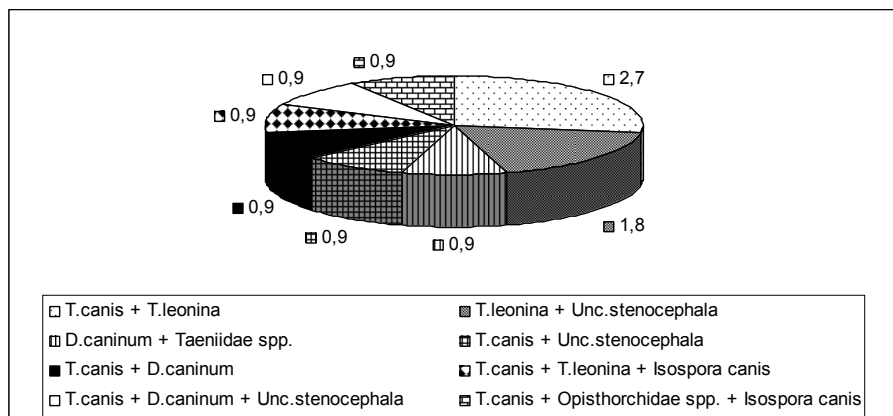 0,9
0,9 2,7
0,9
0,9
0,9 0,9 1,8
T.canis + T.leonina T.leonina + Unc.stenocephala
D.caninum + Taeniidae spp. T.canis + Unc.stenocephala
T.canis + D.caninum T.canis + T.leonina + Isospora canis
T.canis + D.caninum + Unc.stenocephala T.canis + Opisthorchidae spp. + Isospora canis